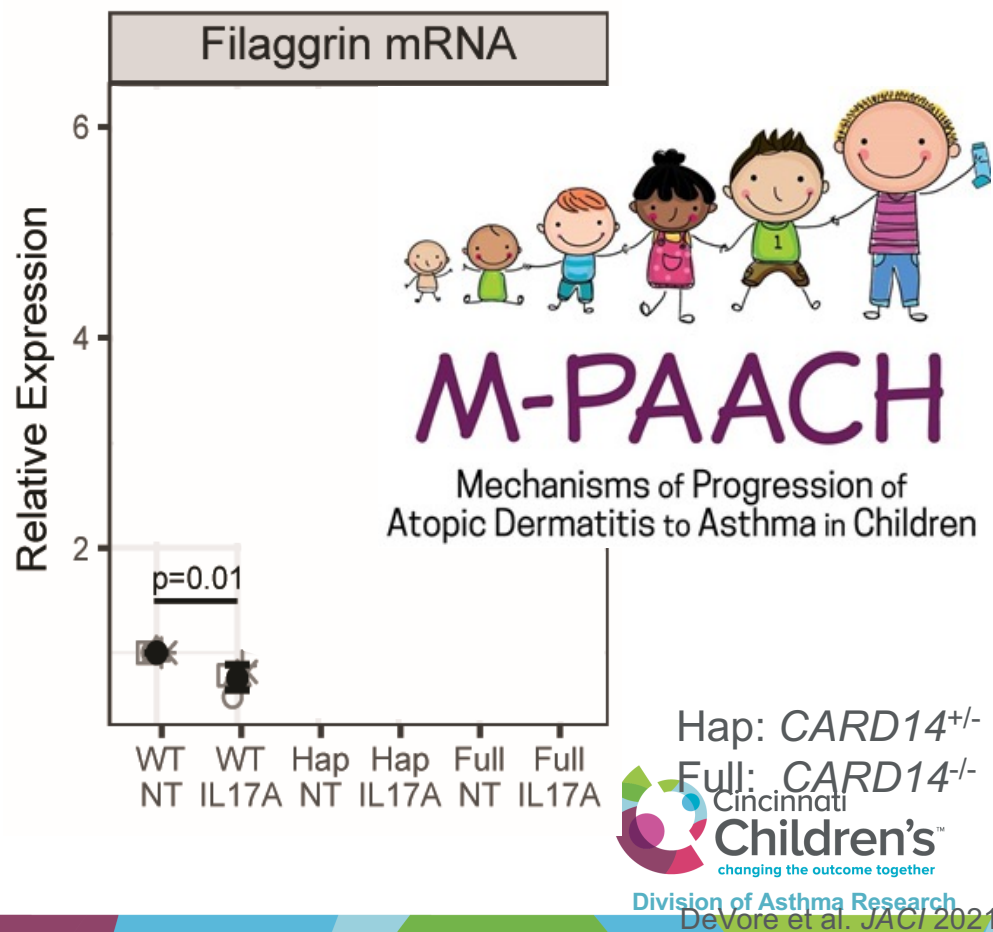 Filaggrin mRNA
Relative Expression
6
4
2
p=0.01
WT WT Hap Hap Full Full
NT IL17A NT IL17A NT IL17A
1
M-PAACH
Mechanisms of Progression of
Atopic Dermatitis to Asthma in Children
Hap: CARD14+/-
Full: CARD14-/-
Cincinnati
Children's™
changing the outcome together
Division of Asthma Research
DeVore et al. JACI 2021